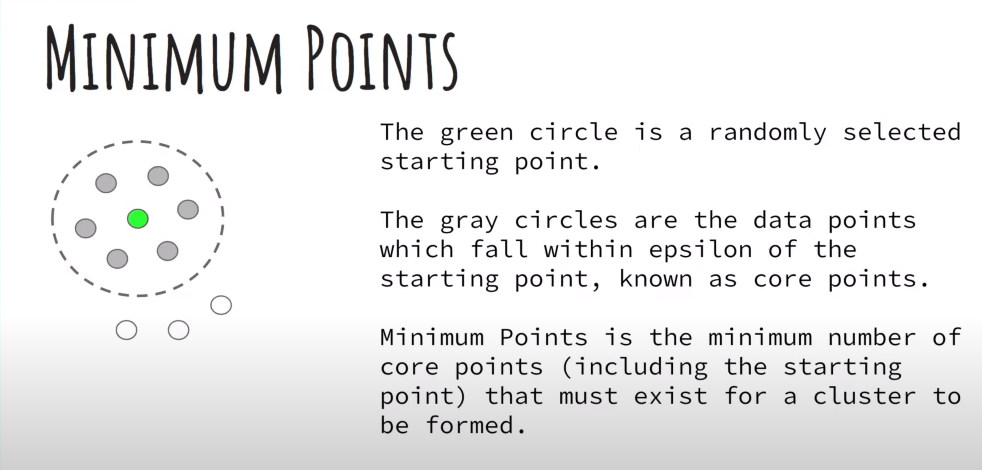 Minimum Points
The green circle is a randomly selected
starting point.
The gray circles are the data points
which fall within epsilon of the
starting point, known as core points.
Minimum Points is the minimum number of
core points (including the starting
point) that must exist for a cluster to
be formed.